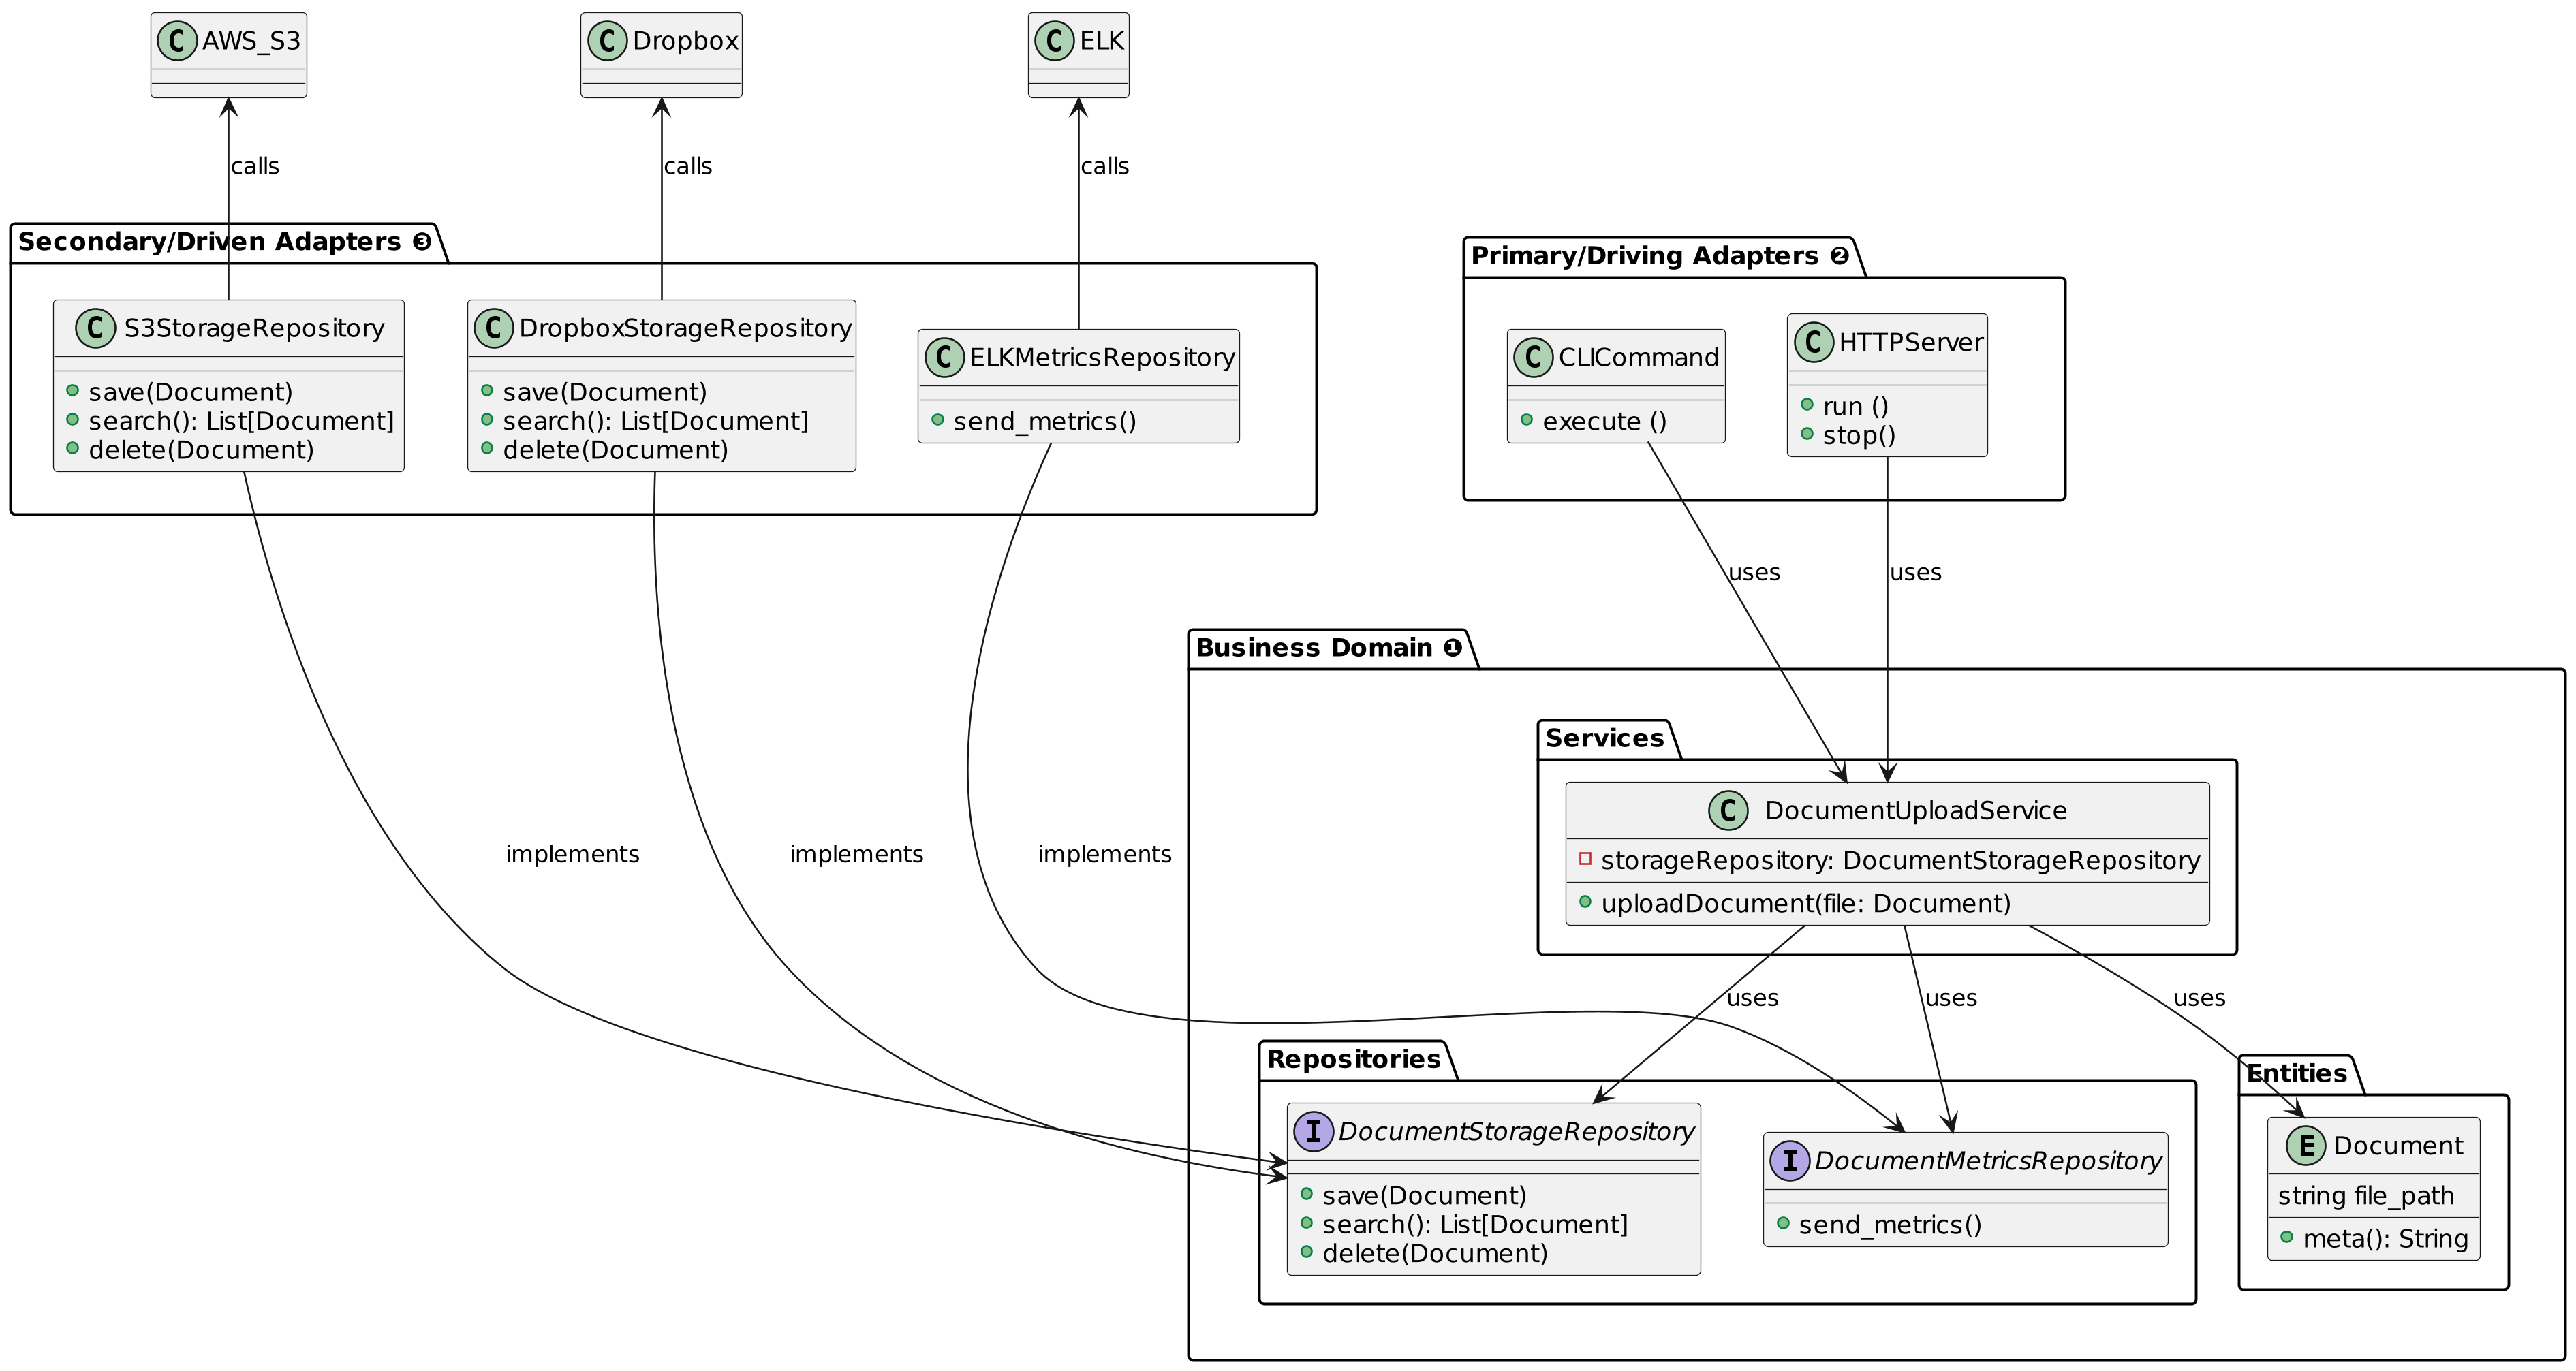 C AWS_S3
C Dropbox
C ELK
calls
calls
calls
Secondary/Driven Adapters ❸
Primary/Driving Adapters ❷
C S3StorageRepository
save(Document)
search(): List[Document]
delete(Document)
C DropboxStorageRepository
save(Document)
search(): List[Document]
delete(Document)
C ELKMetricsRepository
send_metrics()
C CLICommand
execute ()
C HTTPServer
run ()
stop()
uses
uses
Business Domain ❶
Services
C DocumentUploadService
storageRepository: DocumentStorageRepository
uploadDocument(file: Document)
implements
implements
implements
uses
uses
uses
Repositories
I DocumentStorageRepository
save(Document)
search(): List[Document]
delete(Document)
I DocumentMetricsRepository
send_metrics()
Entities
E Document
string file_path
meta(): String